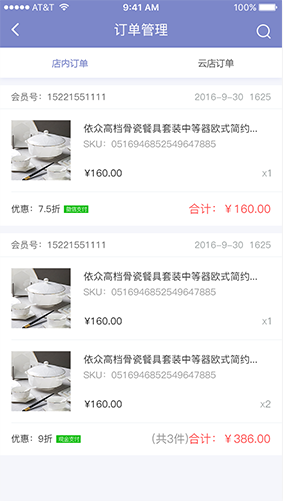 AT&T 9:41 AM 100%
订单管理
店内订单 云店订单
会员号：15221551111 2016-9-30 1625
依众高档骨瓷餐具套装中等器欧式简约...
SKU：0516946852549647885
¥160.00 x1
优惠：7.5折 微信支付 合计：￥160.00
会员号：15221551111 2016-9-30 1625
依众高档骨瓷餐具套装中等器欧式简约...
SKU：0516946852549647885
¥160.00 x1
依众高档骨瓷餐具套装中等器欧式简约...
SKU：0516946852549647885
¥160.00 x2
优惠：9折 现金支付 (共3件)合计：￥386.00